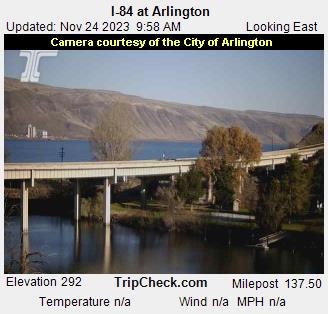 I-84 at Arlington
Updated: Nov 24 2023 9:58 AM Looking East
Camera courtesy of the City of Arlington
Elevation 292 TripCheck.com Milepost 137.50
Temperature n/a Wind n/a MPH n/a